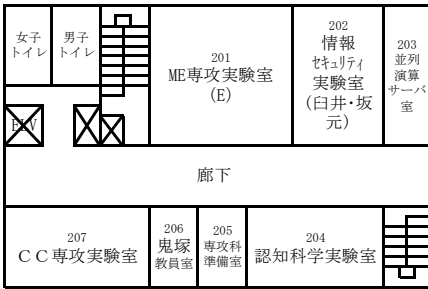 女子
トイレ
男子
トイレ
201
ME専攻実験室
(E)
202
情報
セキュリティ
実験室
(臼井・坂
元)
203
並列
演算
サーバ
室
ELV
廊下
207
ＣＣ専攻実験室
206
鬼塚
教員室
205
専攻科
準備室
204
認知科学実験室